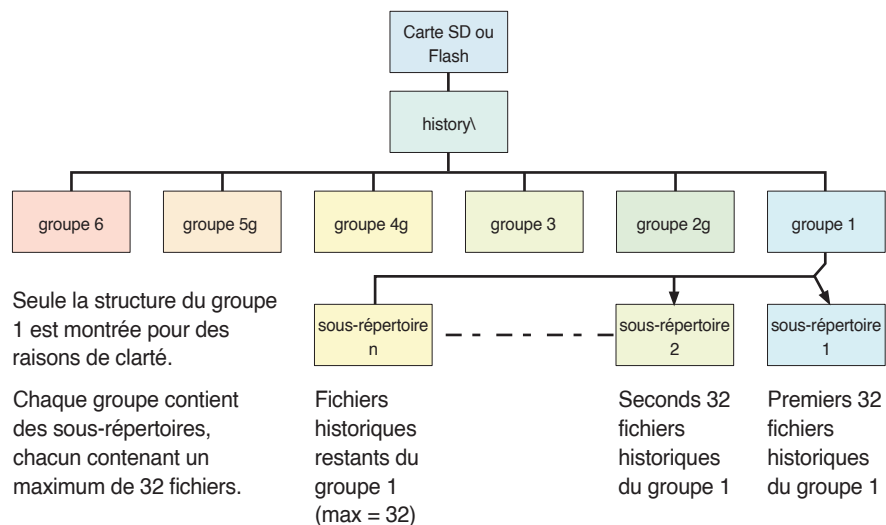 Carte SD ou
Flash
history\
groupe 6
groupe 5g
groupe 4g
groupe 3
groupe 2g
groupe 1
Seule la structure du groupe
1 est montrée pour des
raisons de clarté.
Chaque groupe contient
des sous-répertoires,
chacun contenant un
maximum de 32 fichiers.
sous-répertoire
n
sous-répertoire
2
sous-répertoire
1
Fichiers
historiques
restants du
groupe 1
(max = 32)
Seconds 32
fichiers
historiques
du groupe 1
Premiers 32
fichiers
historiques
du groupe 1